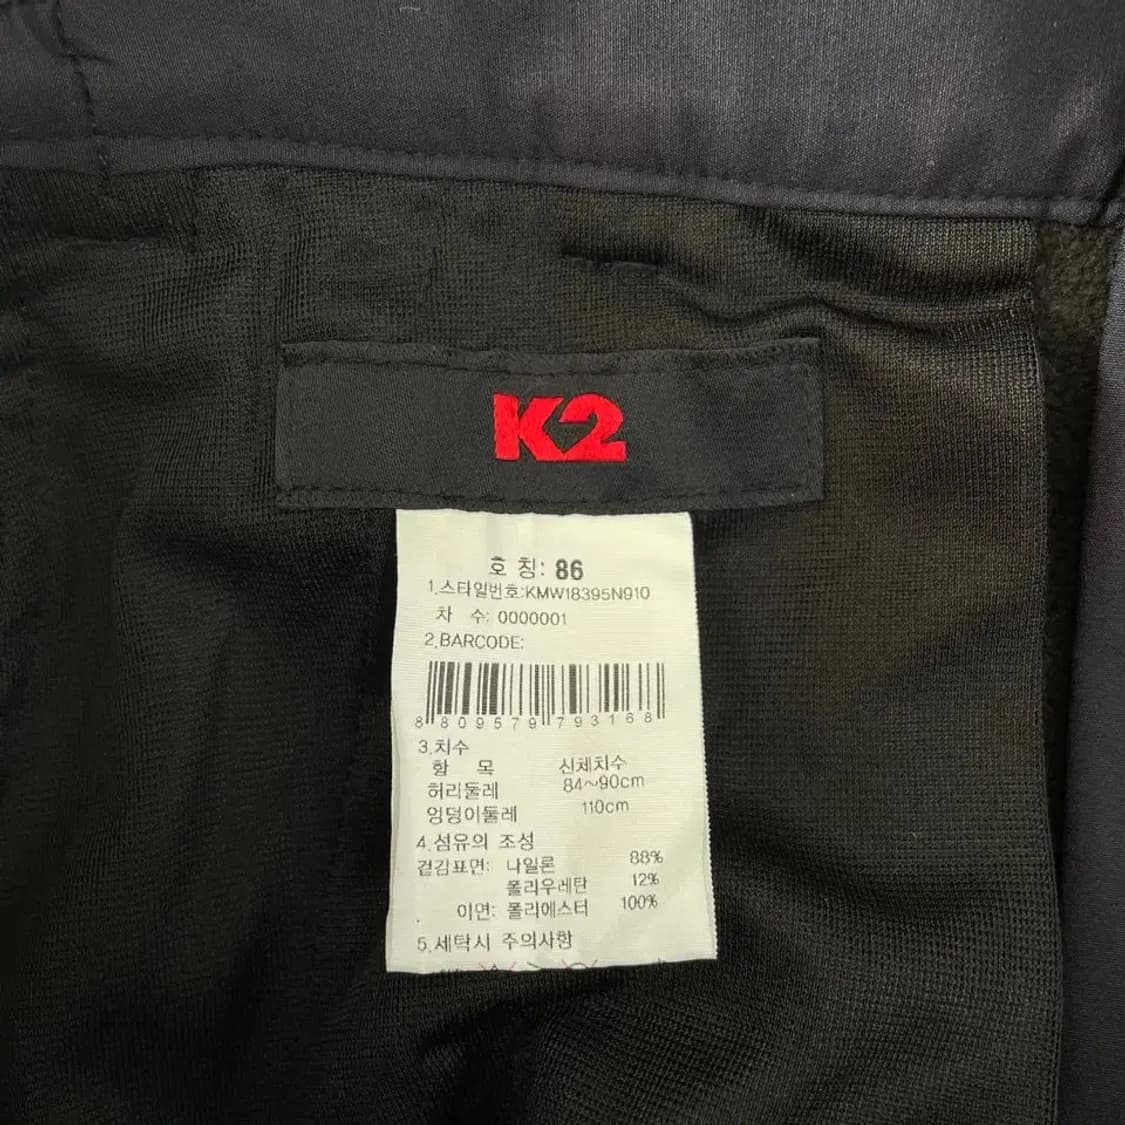 K2
호 칭: 86
1.스타일번호:KMW18395N910
차 수: 0000001
2.BARCODE:
8 809579 793168
3.치수
항 목 신체치수
허리둘레 84~90cm
엉덩이둘레 110cm
4.섬유의 조성
겉감표면: 나일론 88%
폴리우레탄 12%
이면: 폴리에스터 100%
5.세탁시 주의사항